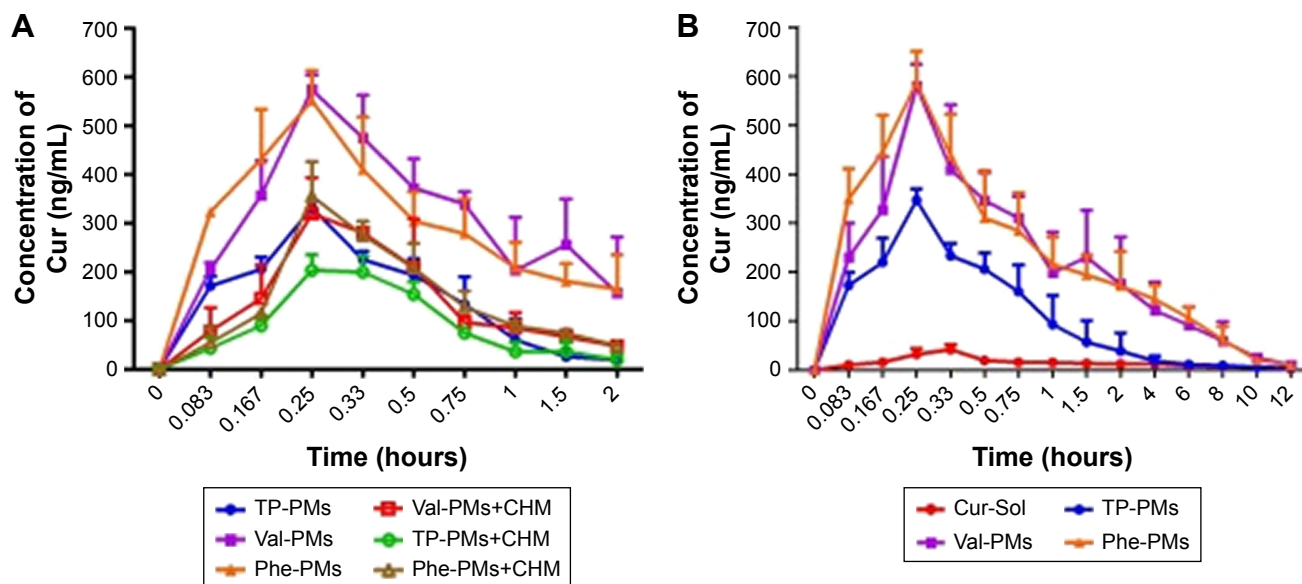 A
Concentration of
Cur (ng/mL)
700
600
500
400
300
200
100
0
0
0.083
0.167
0.25
0.33
0.5
0.75
1
1.5
2
Time (hours)
TP-PMs
Val-PMs+CHM
Val-PMs
TP-PMs+CHM
Phe-PMs
Phe-PMs+CHM
B
Concentration of
Cur (ng/mL)
700
600
500
400
300
200
100
0
0
0.083
0.167
0.25
0.33
0.5
0.75
1
1.5
2
4
6
8
10
12
Time (hours)
Cur-Sol
TP-PMs
Val-PMs
Phe-PMs